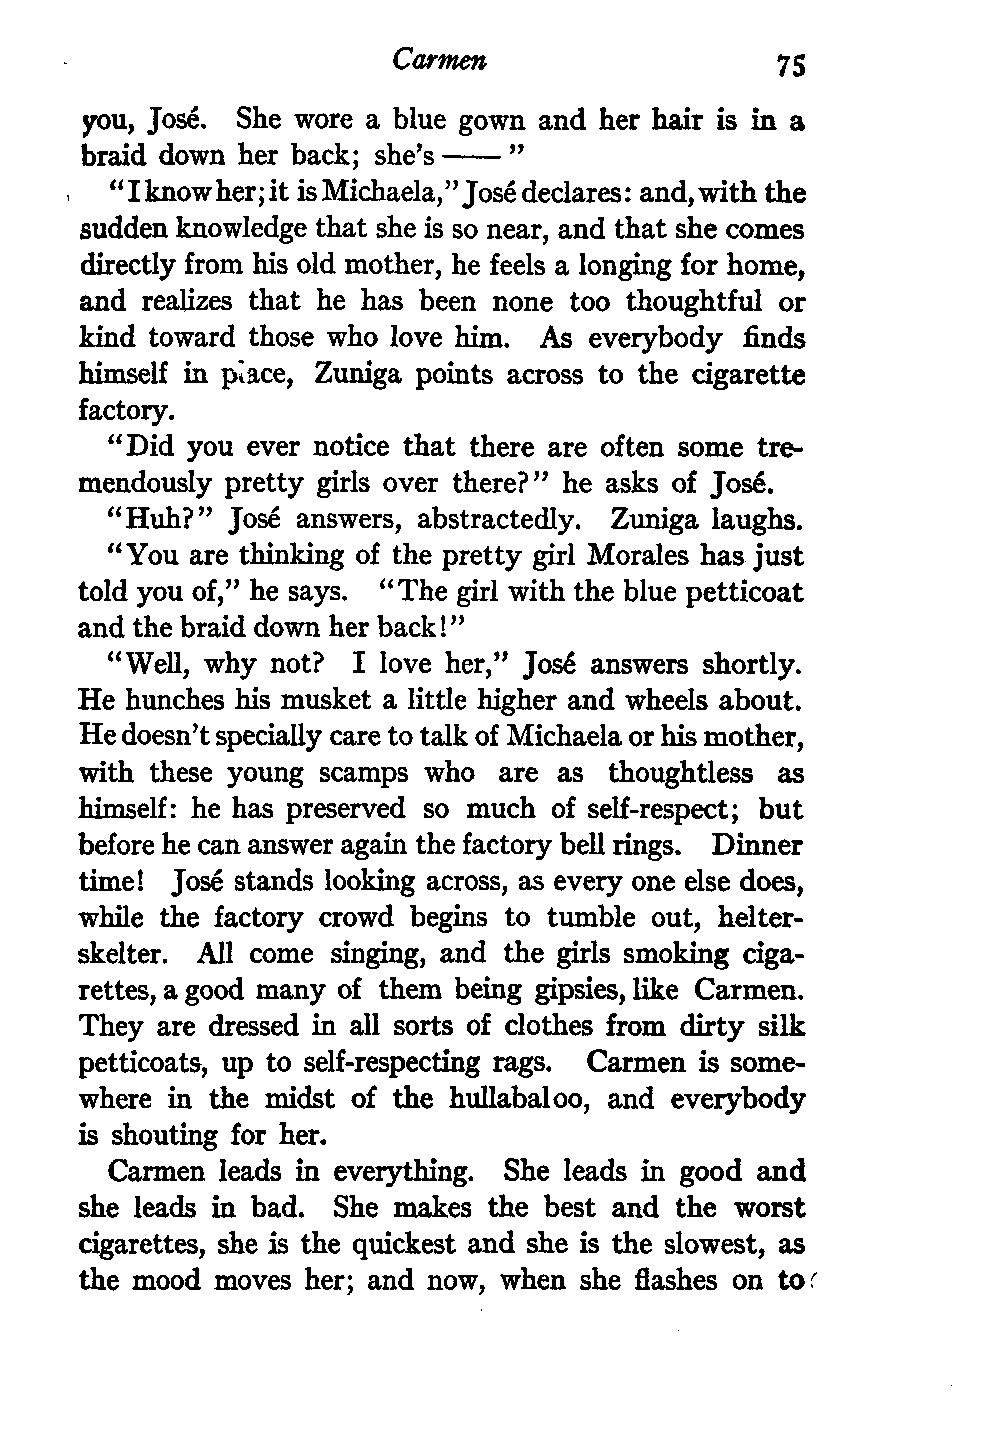 Carmen 75
you, José. She wore a blue gown and her hair is in a
braid down her back; she's —— "
"I know her; it is Michaela," José declares: and, with the
sudden knowledge that she is so near, and that she comes
directly from his old mother, he feels a longing for home,
and realizes that he has been none too thoughtful or
kind toward those who love him. As everybody finds
himself in place, Zuniga points across to the cigarette
factory.
"Did you ever notice that there are often some tre-
mendously pretty girls over there?" he asks of José.
"Huh?" José answers, abstractedly. Zuniga laughs.
"You are thinking of the pretty girl Morales has just
told you of," he says. "The girl with the blue petticoat
and the braid down her back!"
"Well, why not? I love her," José answers shortly.
He hunches his musket a little higher and wheels about.
He doesn't specially care to talk of Michaela or his mother,
with these young scamps who are as thoughtless as
himself: he has preserved so much of self-respect; but
before he can answer again the factory bell rings. Dinner
time! José stands looking across, as every one else does,
while the factory crowd begins to tumble out, helter-
skelter. All come singing, and the girls smoking ciga-
rettes, a good many of them being gipsies, like Carmen.
They are dressed in all sorts of clothes from dirty silk
petticoats, up to self-respecting rags. Carmen is some-
where in the midst of the hullabaloo, and everybody
is shouting for her.
Carmen leads in everything. She leads in good and
she leads in bad. She makes the best and the worst
cigarettes, she is the quickest and she is the slowest, as
the mood moves her; and now, when she flashes on to